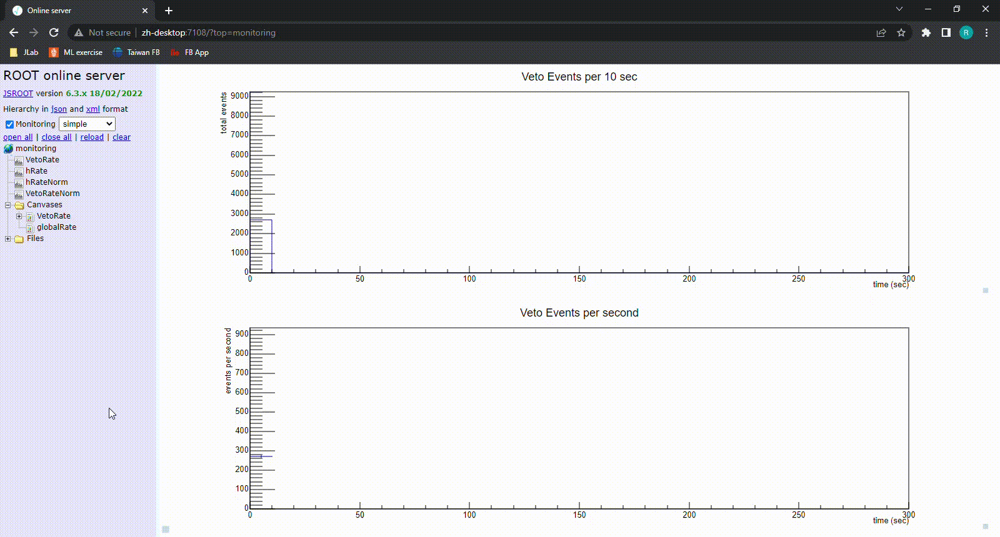 Online server
Not secure zh-desktop:7108/?top=monitoring
R
JLab ML exercise Taiwan FB fio FB App
ROOT online server
JSROOT version 6.3.x 18/02/2022
Hierarchy in json and xml format
Monitoring simple
open all | close all | reload | clear
monitoring
VetoRate
hRate
hRateNorm
VetoRateNorm
Canvases
VetoRate
globalRate
Files
Veto Events per 10 sec
total events
9000
8000
7000
6000
5000
4000
3000
2000
1000
0
0 50 100 150 200 250 300
time (sec)
Veto Events per second
events per second
900
800
700
600
500
400
300
200
100
0
0 50 100 150 200 250 300
time (sec)